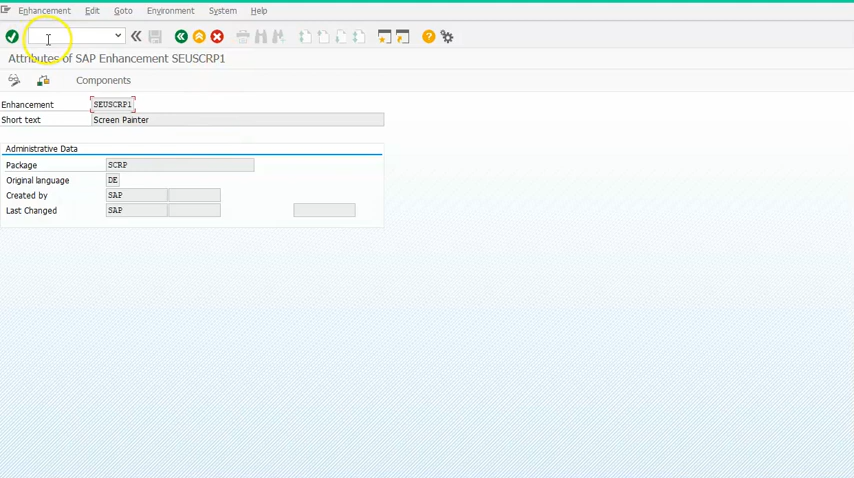 Enhancement Edit Goto Environment System Help
Attributes of SAP Enhancement SEUSCRP1
Components
Enhancement SEUSCRP1
Short text Screen Painter
Administrative Data
Package SCRP
Original language DE
Created by SAP
Last Changed SAP